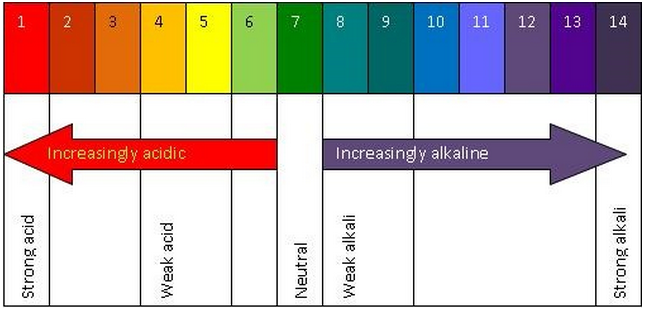 1 2 3 4 5 6 7 8 9 10 11 12 13 14
Increasingly acidic
Increasingly alkaline
Strong acid
Weak acid
Neutral
Weak alkali
Strong alkali